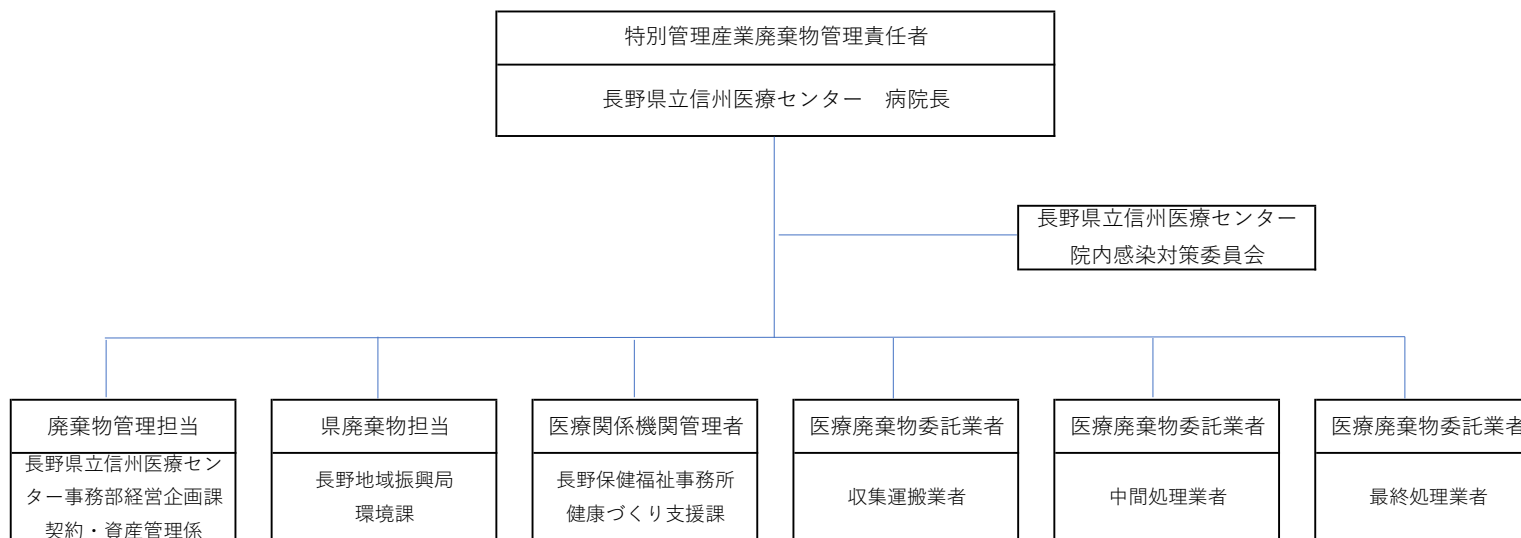 特別管理産業廃棄物管理責任者
長野県立信州医療センター　病院長
長野県立信州医療センター
院内感染対策委員会
廃棄物管理担当
長野県立信州医療セン
ター事務部経営企画課
契約・資産管理係
県廃棄物担当
長野地域振興局
環境課
医療関係機関管理者
長野保健福祉事務所
健康づくり支援課
医療廃棄物委託業者
収集運搬業者
医療廃棄物委託業者
中間処理業者
医療廃棄物委託業者
最終処理業者